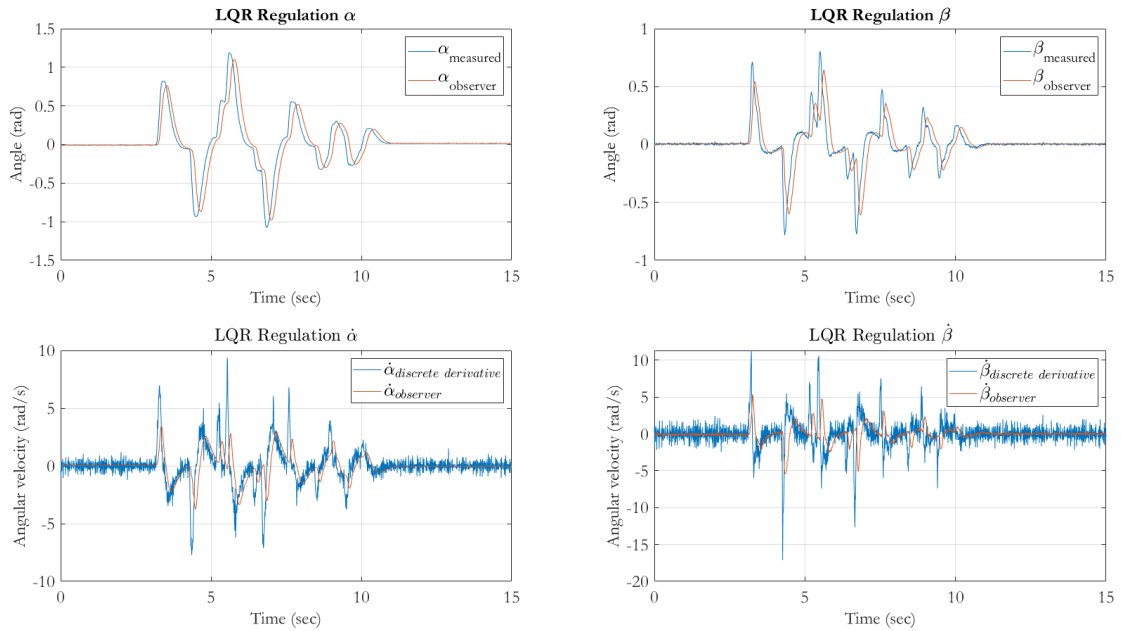 LQR Regulation α
1.5
1
0.5
0
-0.5
-1
-1.5
Angle (rad)
α measured
α observer
0 5 10 15
Time (sec)
LQR Regulation β
1
0.5
0
-0.5
-1
Angle (rad)
β measured
β observer
0 5 10 15
Time (sec)
LQR Regulation α̇
10
5
0
-5
-10
Angular velocity (rad/s)
α̇ discrete derivative
α̇ observer
0 5 10 15
Time (sec)
LQR Regulation β̇
10
5
0
-5
-10
-15
-20
Angular velocity (rad/s)
β̇ discrete derivative
β̇ observer
0 5 10 15
Time (sec)